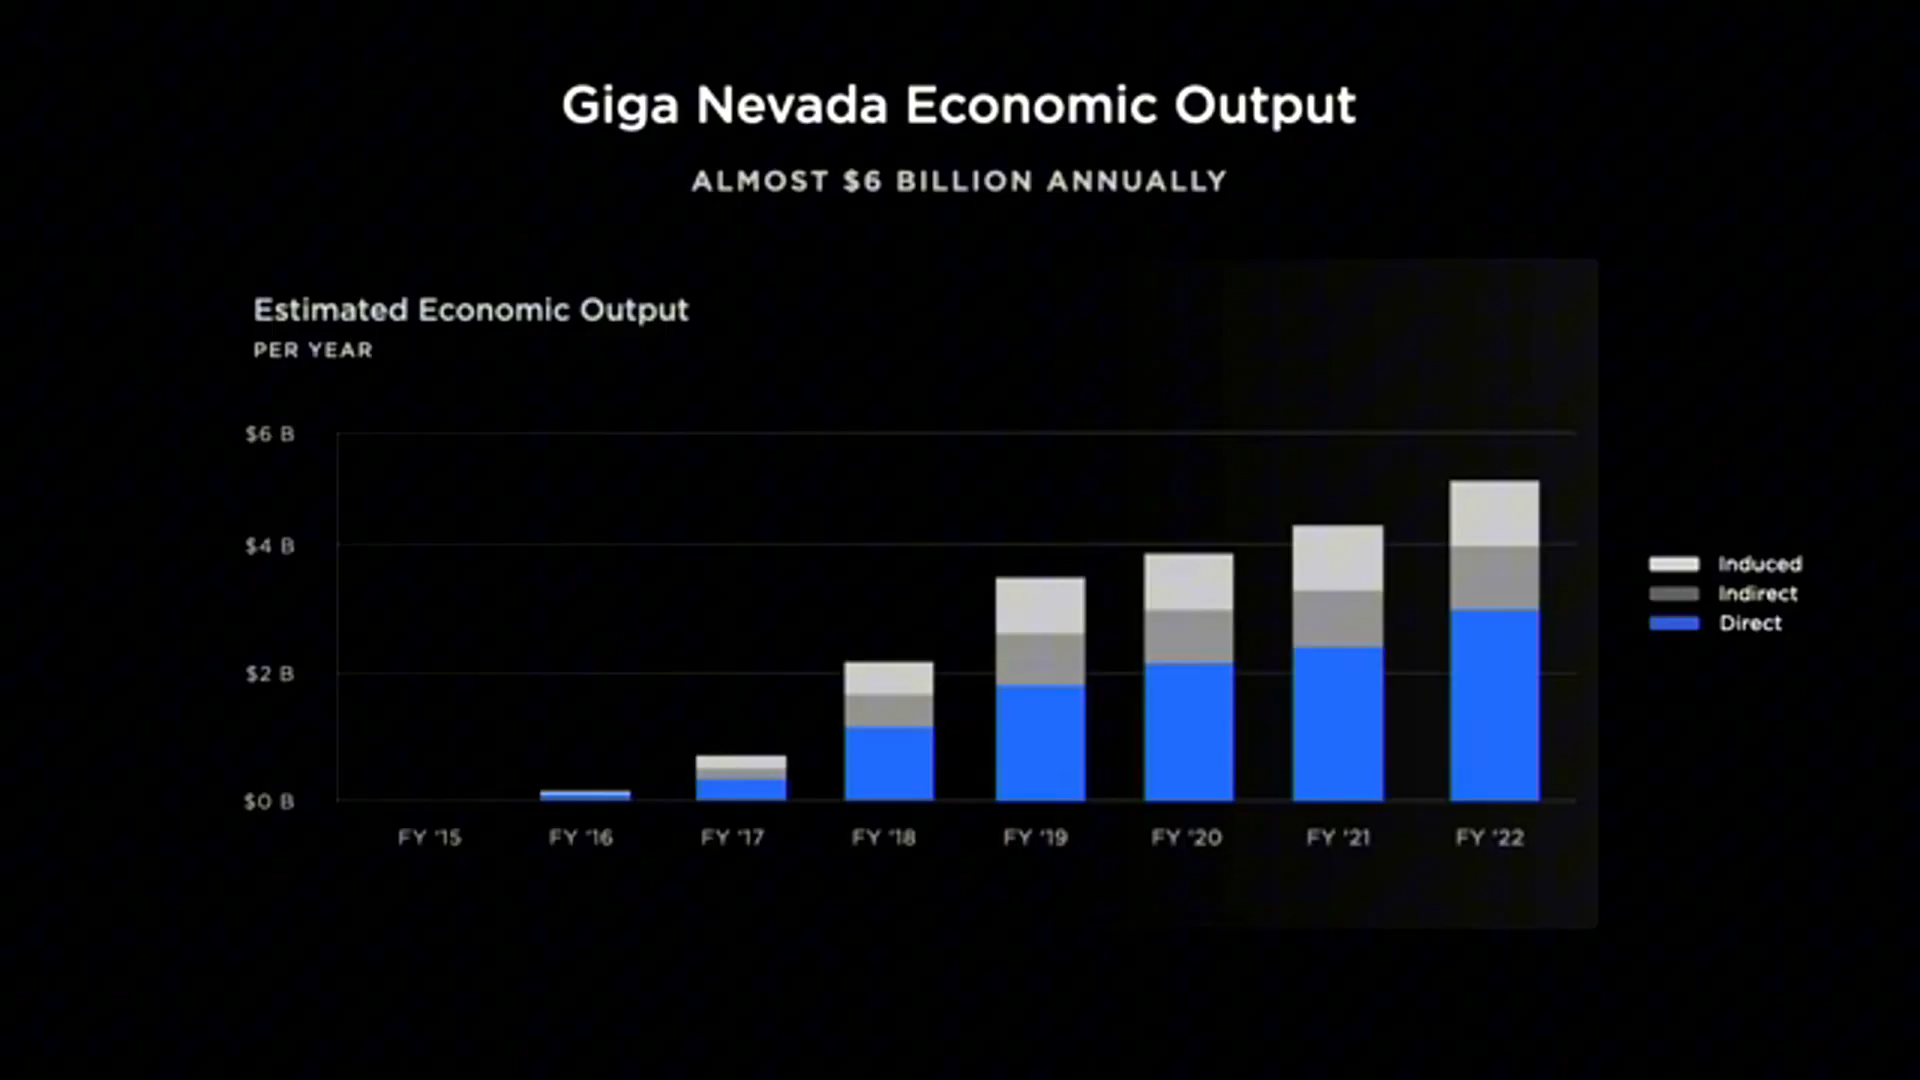 Giga Nevada Economic Output
ALMOST $6 BILLION ANNUALLY
Estimated Economic Output
PER YEAR
$6 B
$4 B
$2 B
$0 B
FY '15
FY '16
FY '17
FY '18
FY '19
FY '20
FY '21
FY '22
Induced
Indirect
Direct